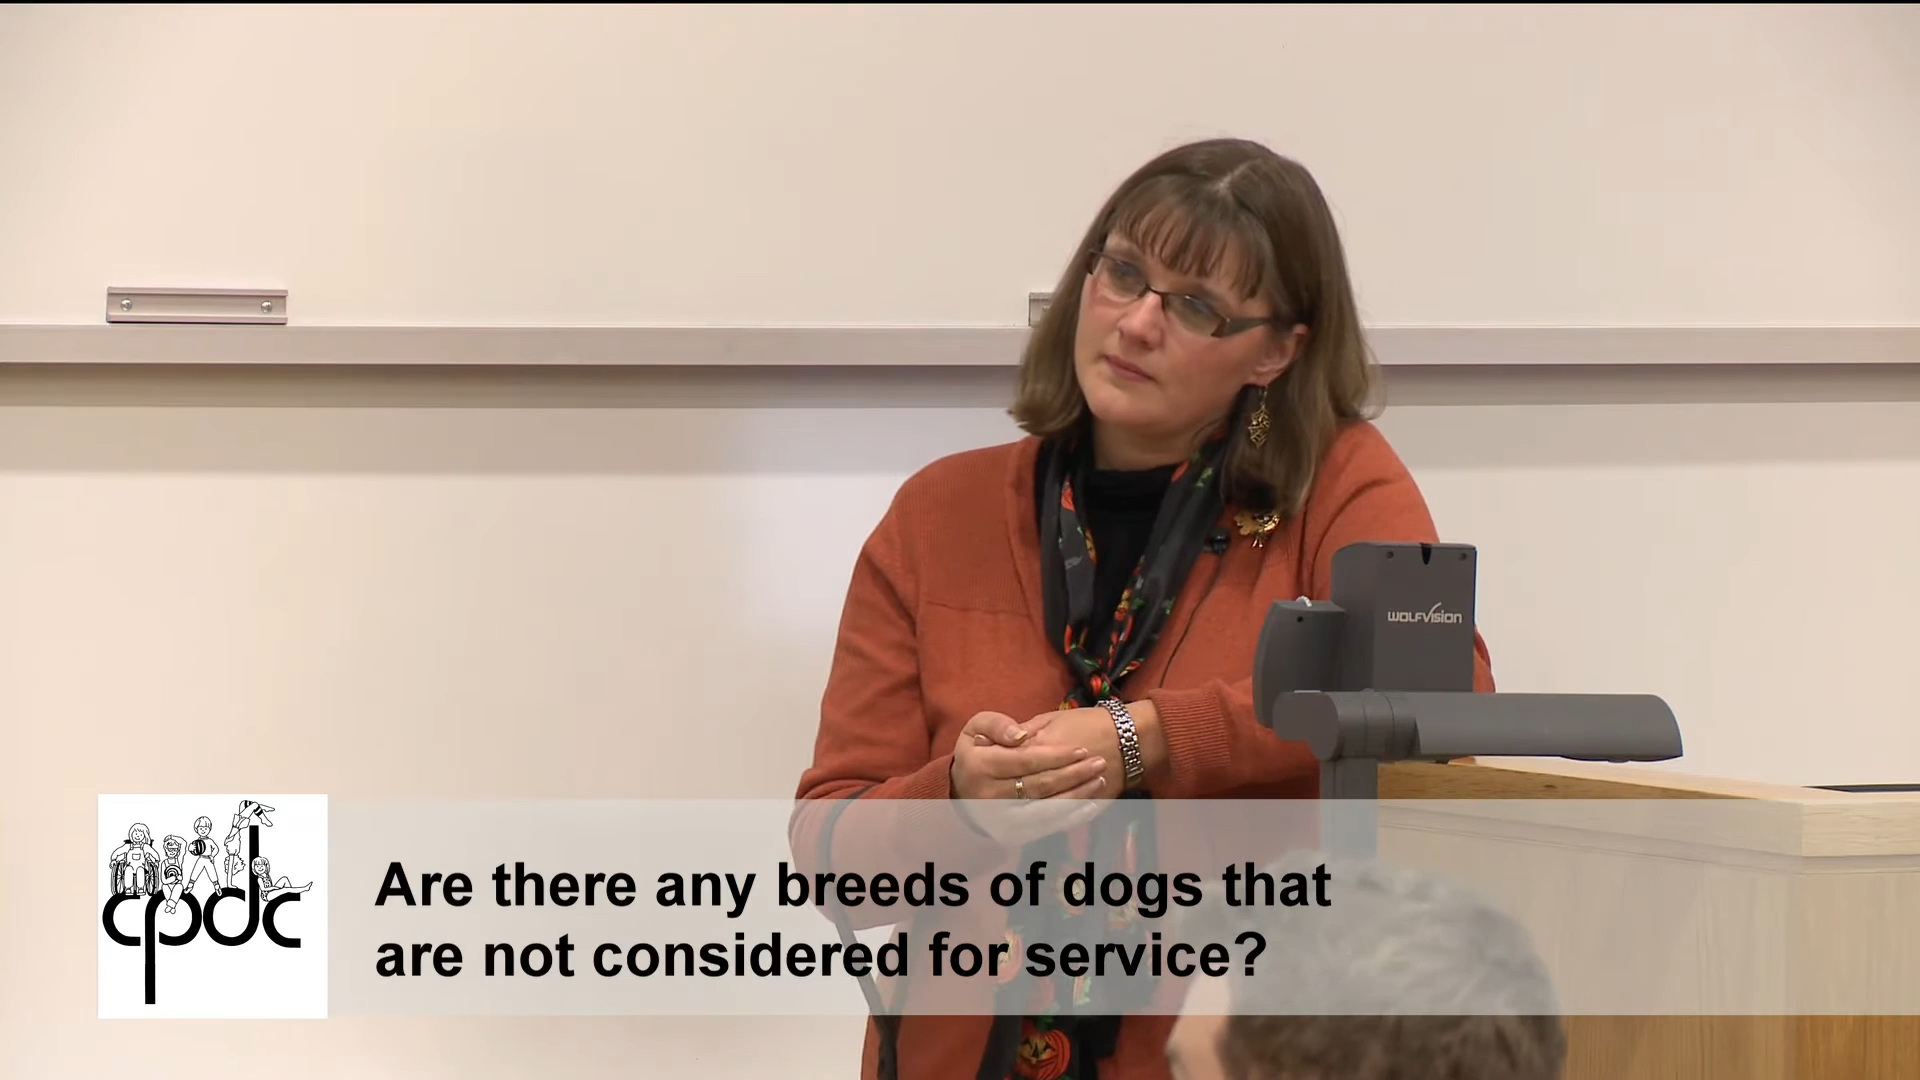 WOLFVISION
cpdc
Are there any breeds of dogs that
are not considered for service?